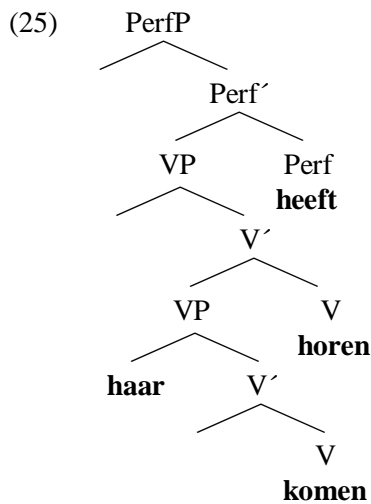 (25) PerfP
Perf´
VP Perf
heeft
V´
VP V
horen
haar V´
V
komen